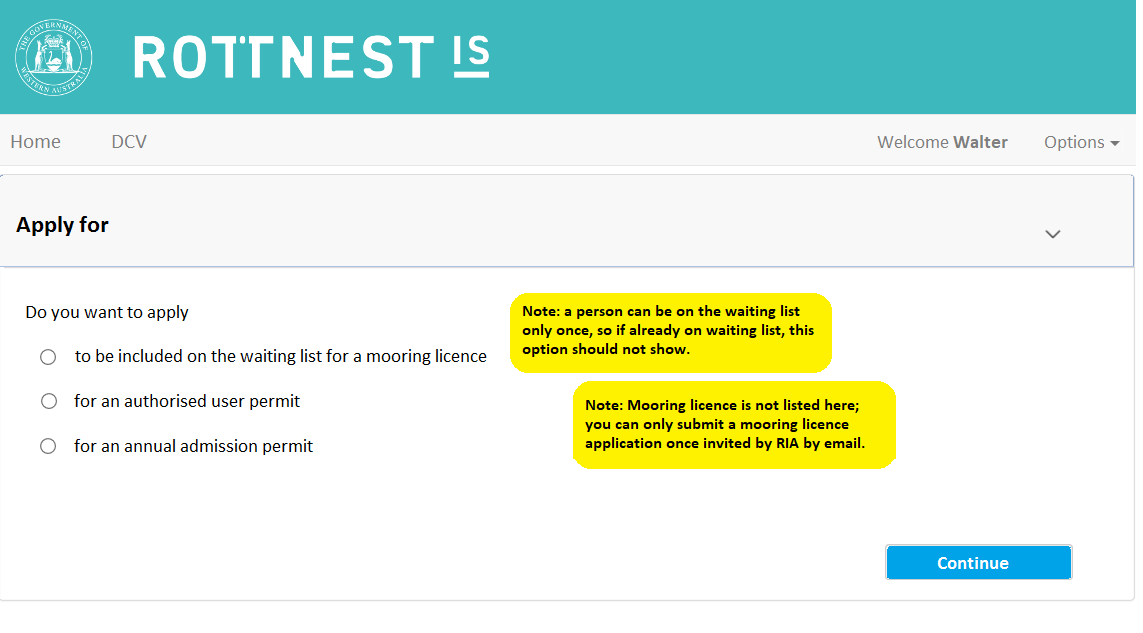 THE GOVERNMENT OF
WESTERN AUSTRALIA
ROTTNEST IS
Home DCV Welcome Walter Options
Apply for
Do you want to apply
to be included on the waiting list for a mooring licence
for an authorised user permit
for an annual admission permit
Note: a person can be on the waiting list
only once, so if already on waiting list, this
option should not show.
Note: Mooring licence is not listed here;
you can only submit a mooring licence
application once invited by RIA by email.
Continue